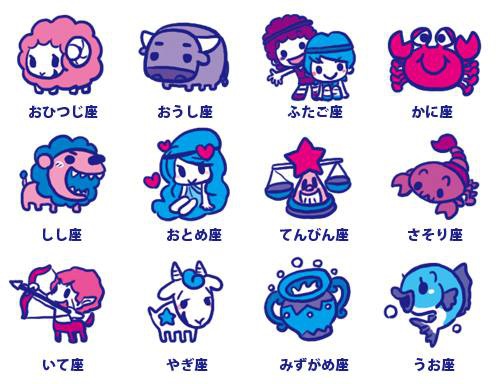 おひつじ座
おうし座
ふたご座
かに座
しし座
おとめ座
てんびん座
さそり座
いて座
やぎ座
みずがめ座
うお座